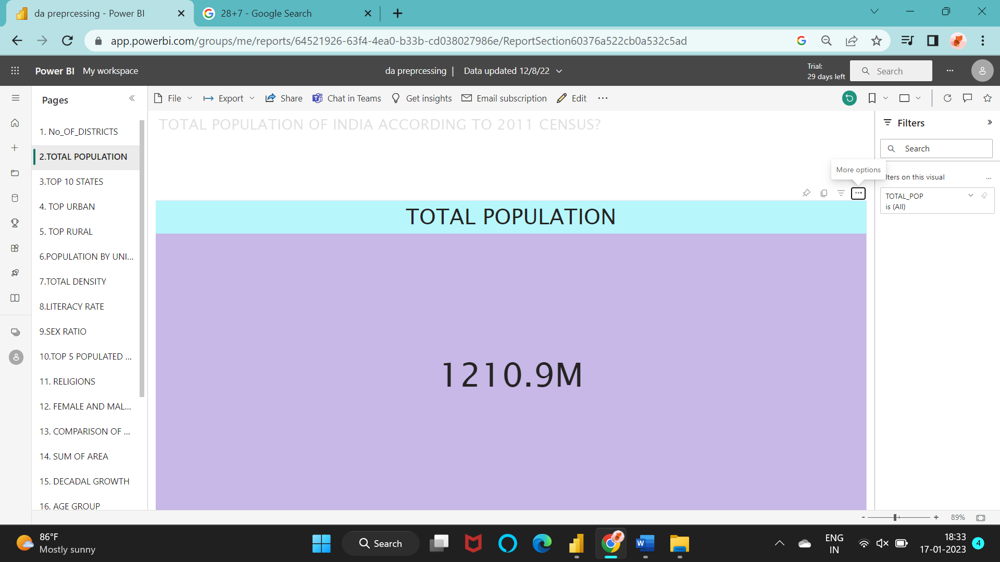 da preprcessing - Power BI
28+7 - Google Search
app.powerbi.com/groups/me/reports/64521926-63f4-4ea0-b33b-cd038027986e/ReportSection60376a522cb0a532c5ad
Power BI My workspace
da preprcessing | Data updated 12/8/22
Trial:
29 days left
Search
Pages
File
Export
Share
Chat in Teams
Get insights
Email subscription
Edit
1. No_OF_DISTRICTS
2.TOTAL POPULATION
3.TOP 10 STATES
4. TOP URBAN
5. TOP RURAL
6.POPULATION BY UNI...
7.TOTAL DENSITY
8.LITERACY RATE
9.SEX RATIO
10.TOP 5 POPULATED ...
11. RELIGIONS
12. FEMALE AND MAL...
13. COMPARISON OF ...
14. SUM OF AREA
15. DECADAL GROWTH
16. AGE GROUP
TOTAL POPULATION OF INDIA ACCORDING TO 2011 CENSUS?
More options
TOTAL POPULATION
1210.9M
Filters
Search
lters on this visual
TOTAL_POP
is (All)
- + 89%
86°F
Mostly sunny
Search
ENG
IN
18:33
17-01-2023
4